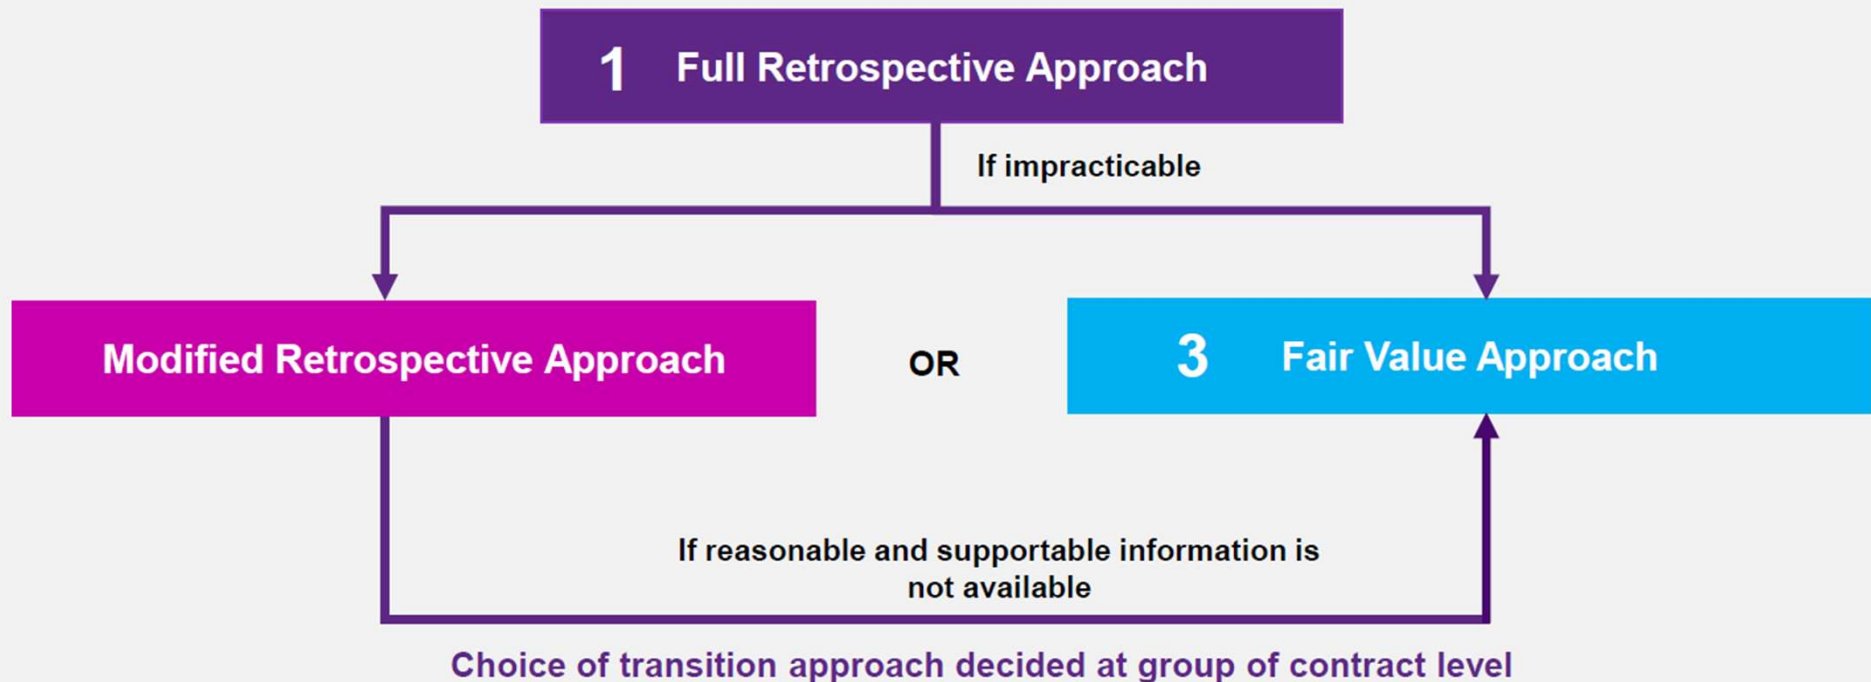 1 Full Retrospective Approach
If impracticable
Modified Retrospective Approach
OR
3 Fair Value Approach
If reasonable and supportable information is
not available
Choice of transition approach decided at group of contract level